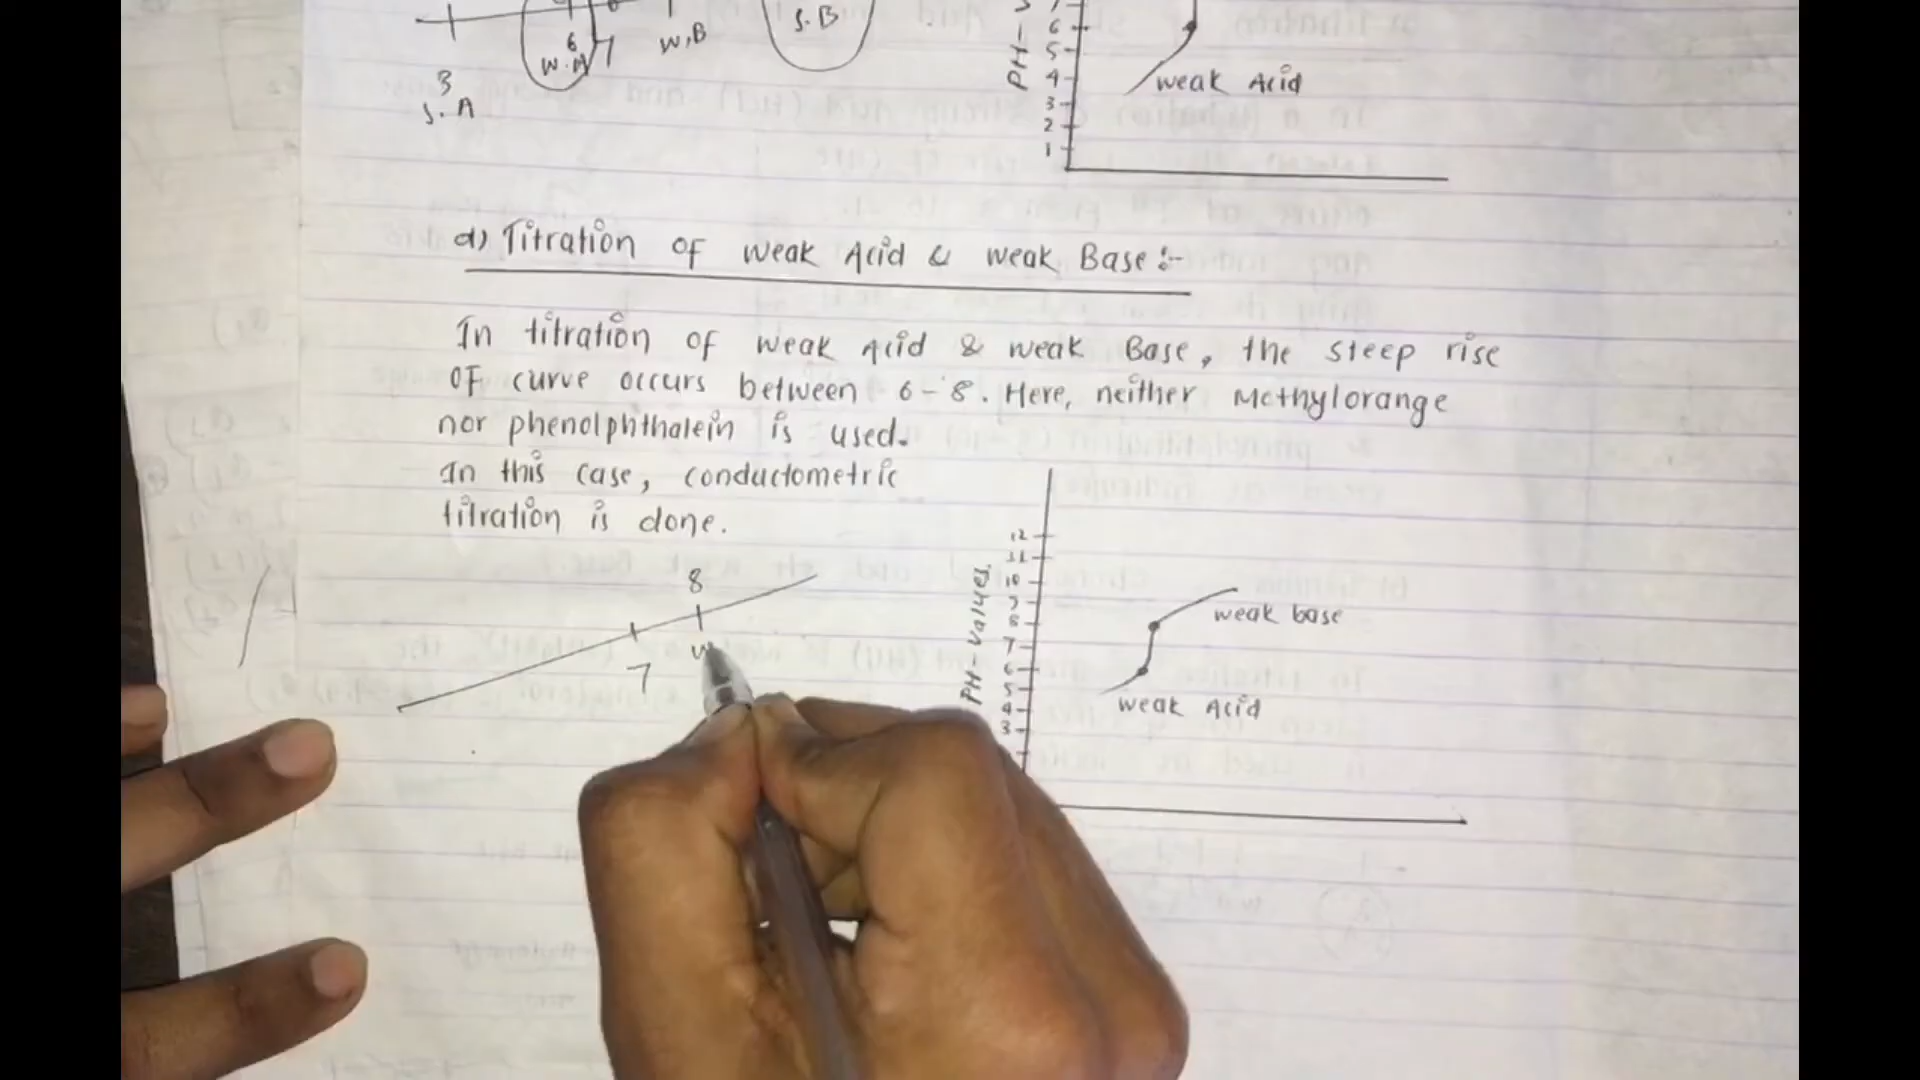 6 7 W.B S.B
W.A
3
S. A
PH-
6
5
4 weak Acid
3
2
1
d) Titration of weak Acid & weak Base :-
In titration of weak Acid & weak Base, the steep rise
of curve occurs between 6-8. Here, neither Methylorange
nor phenolphthalein is used.
In this case, conductometric
titration is done.
8
7 w
PH-values
12
11
10
9 weak base
8
7
6
5
4 weak Acid
3